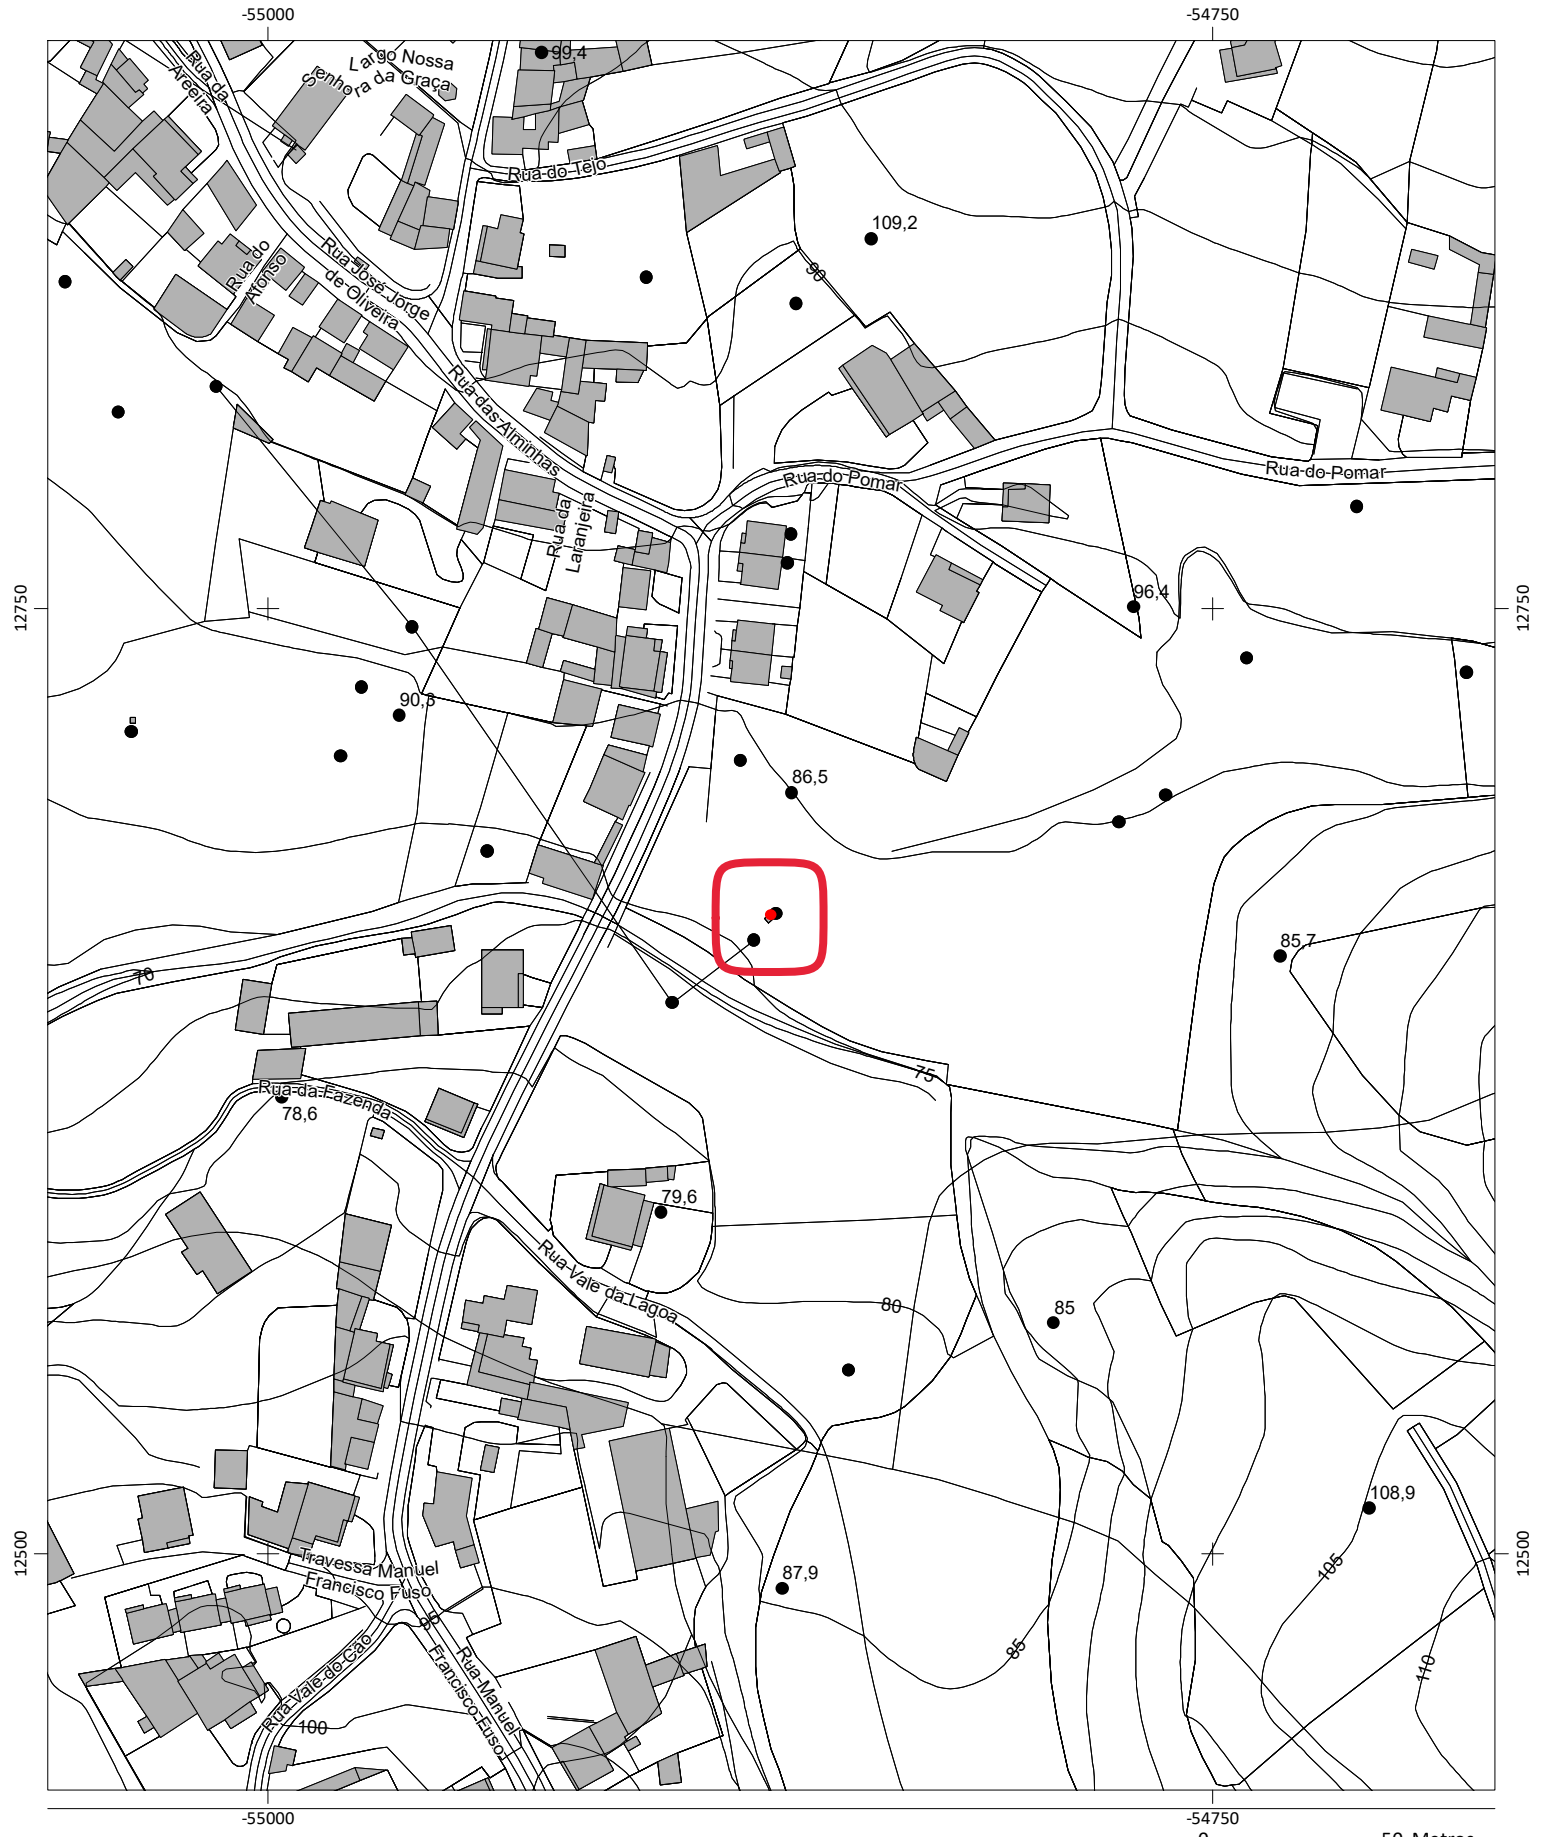 -55000
-54750
99,4
Largo Nossa
Senhora da Graça
Rua da
Areeira
Rua do Tejo
109,2
Rua do
Afonso
Rua José Jorge
de Oliveira
90
Rua das Alminhas
Rua do Pomar
Rua do Pomar
Rua da
Laranjeira
12750
96,4
12750
90,3
86,5
85,7
70
75
Rua da Fazenda
78,6
79,6
Rua Vale da Lagoa
80
85
108,9
12500
Travessa Manuel
Francisco Fuso
12500
87,9
105
95
85
110
Rua Vale do Cao
Rua Manuel
Francisco Fuso
100
-55000
-54750